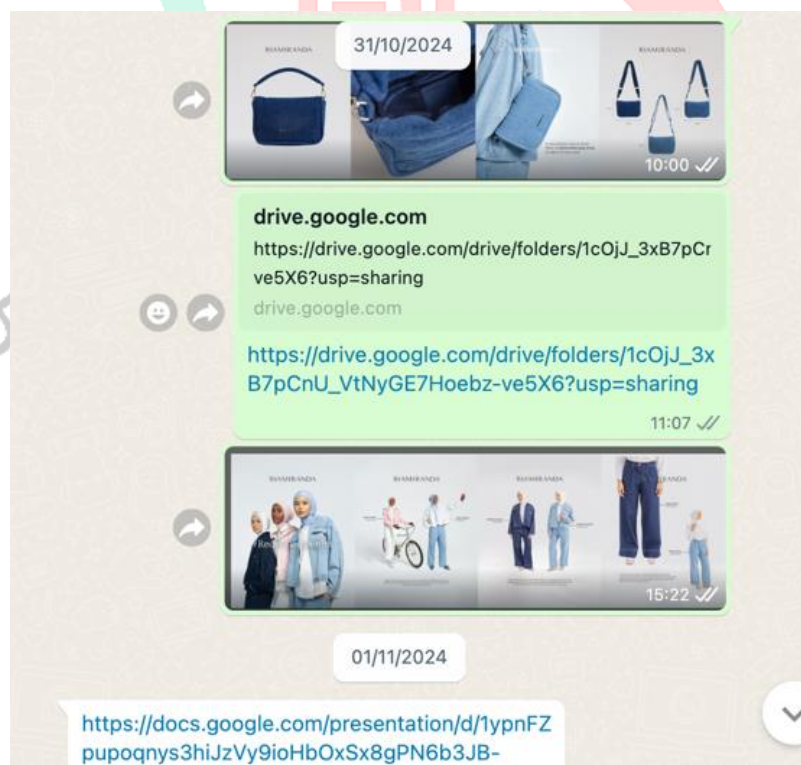 31/10/2024
RIAMIRANDA
RIAMIRANDA
10:00
drive.google.com
https://drive.google.com/drive/folders/1cOjJ_3xB7pCr
ve5X6?usp=sharing
drive.google.com
https://drive.google.com/drive/folders/1cOjJ_3x
B7pCnU_VtNyGE7Hoebz-ve5X6?usp=sharing
11:07
RIAMIRANDA
RIAMIRANDA
RIAMIRANDA
15:22
01/11/2024
https://docs.google.com/presentation/d/1ypnFZ
pupoqnys3hiJzVy9ioHbOxSx8gPN6b3JB-